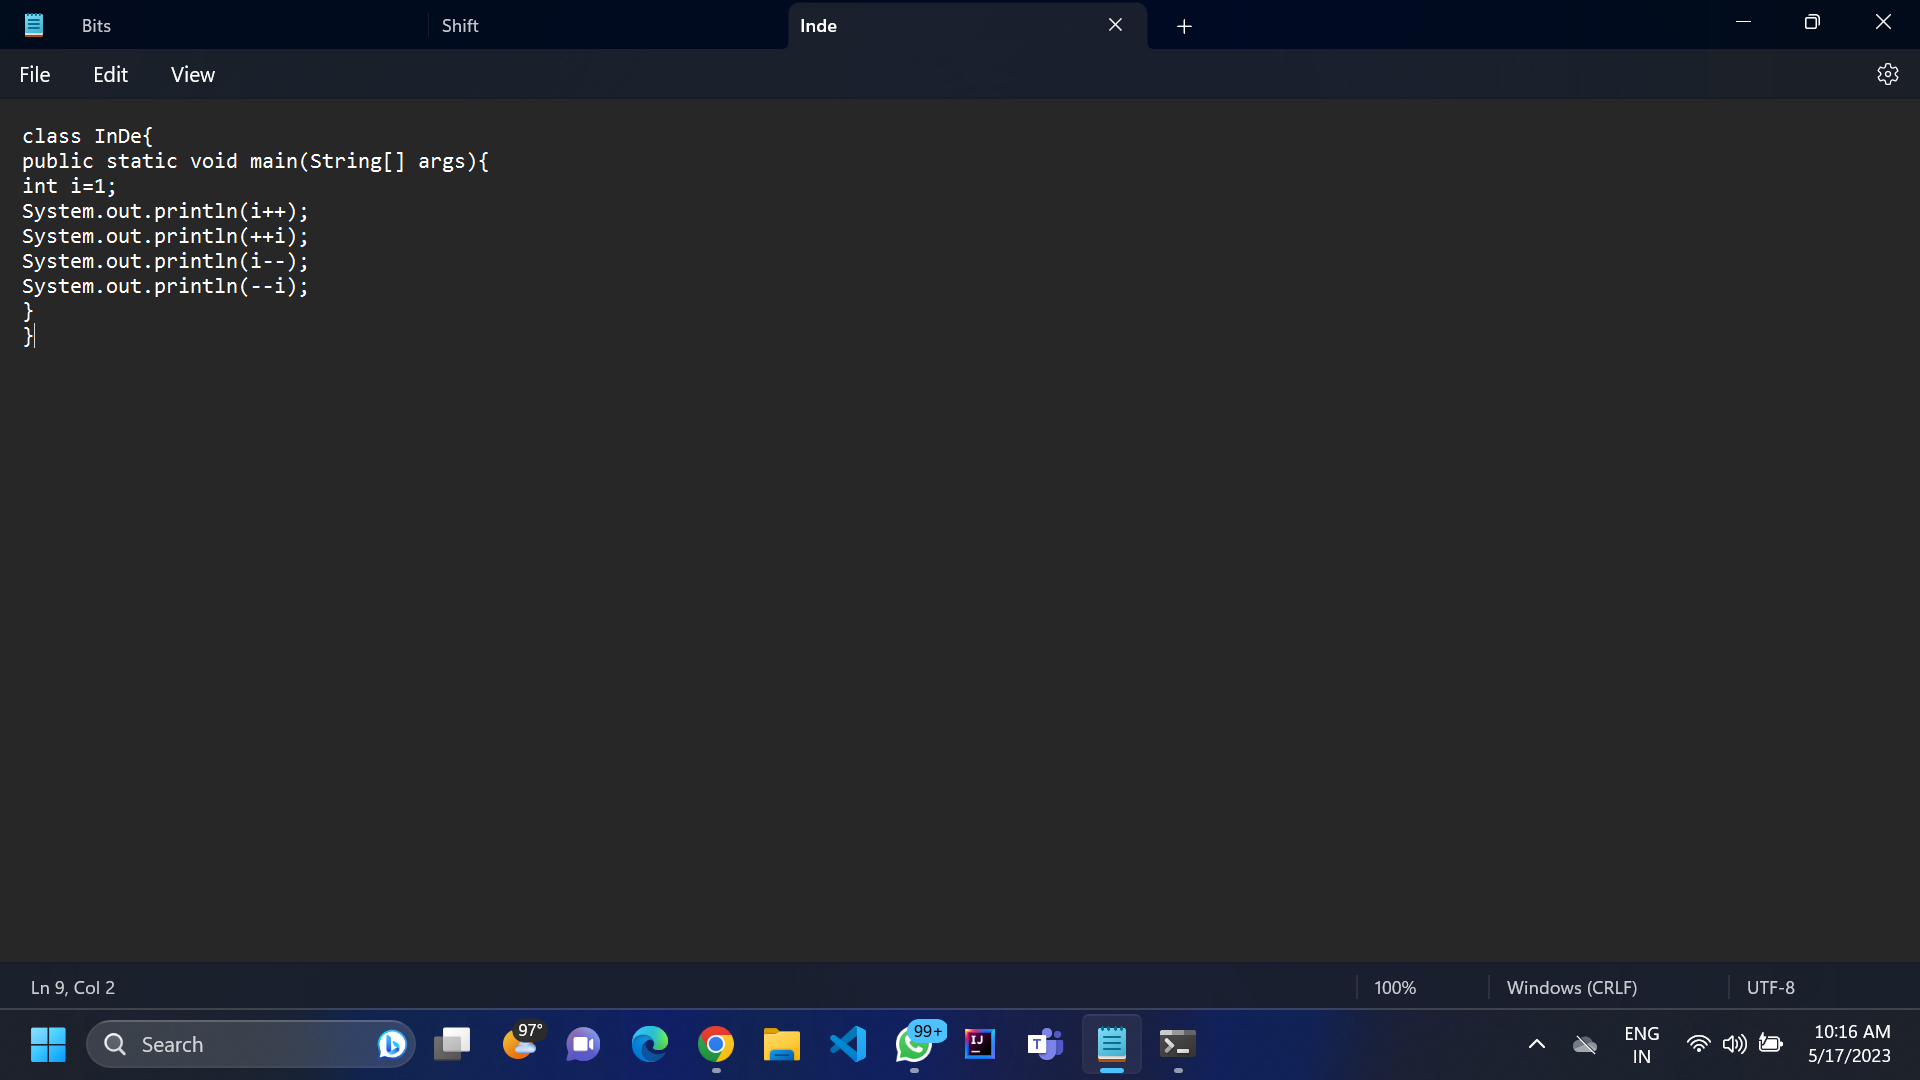 Bits
Shift
Inde
File
Edit
View
class InDe{
public static void main(String[] args){
int i=1;
System.out.println(i++);
System.out.println(++i);
System.out.println(i--);
System.out.println(--i);
}
}
Ln 9, Col 2
100%
Windows (CRLF)
UTF-8
Search
97°
99+
IJ
T
ENG
IN
10:16 AM
5/17/2023